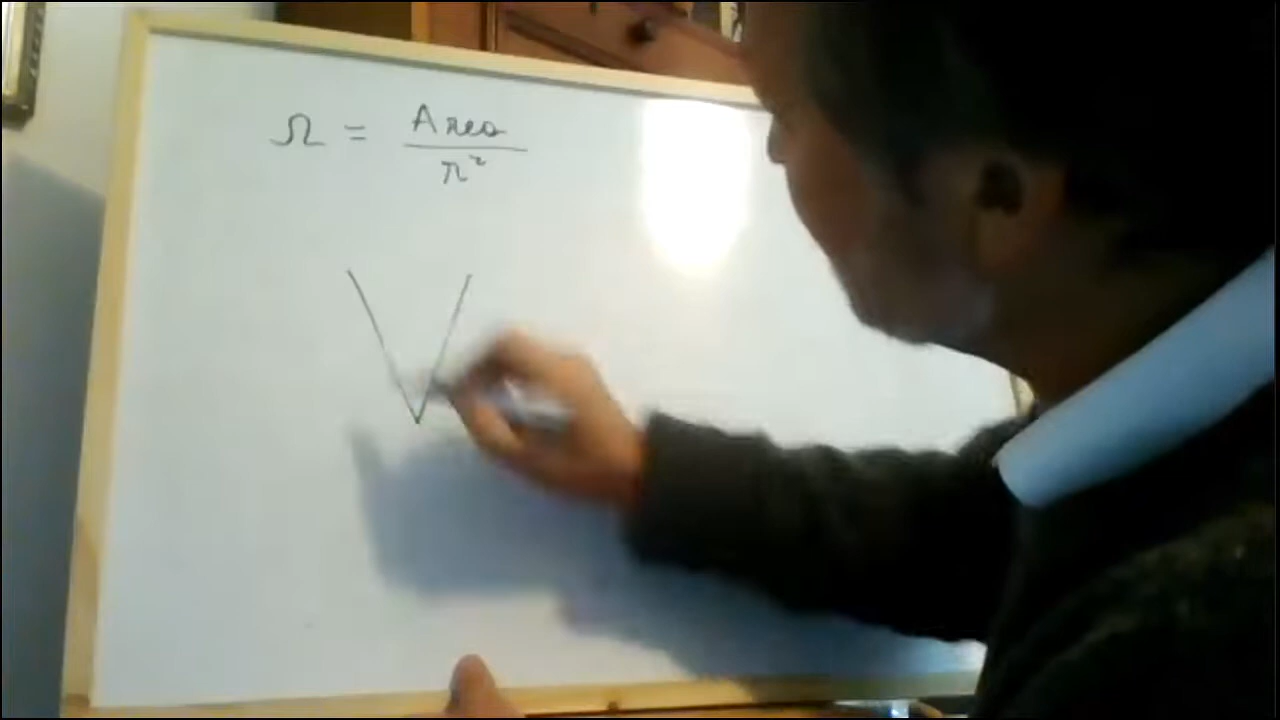 Ω = Area / r²